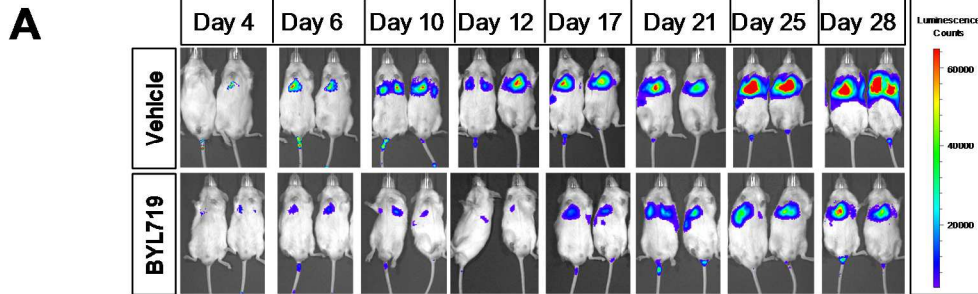 A
Day 4 Day 6 Day 10 Day 12 Day 17 Day 21 Day 25 Day 28
Luminescence
Counts
Vehicle
BYL719
60000
40000
20000